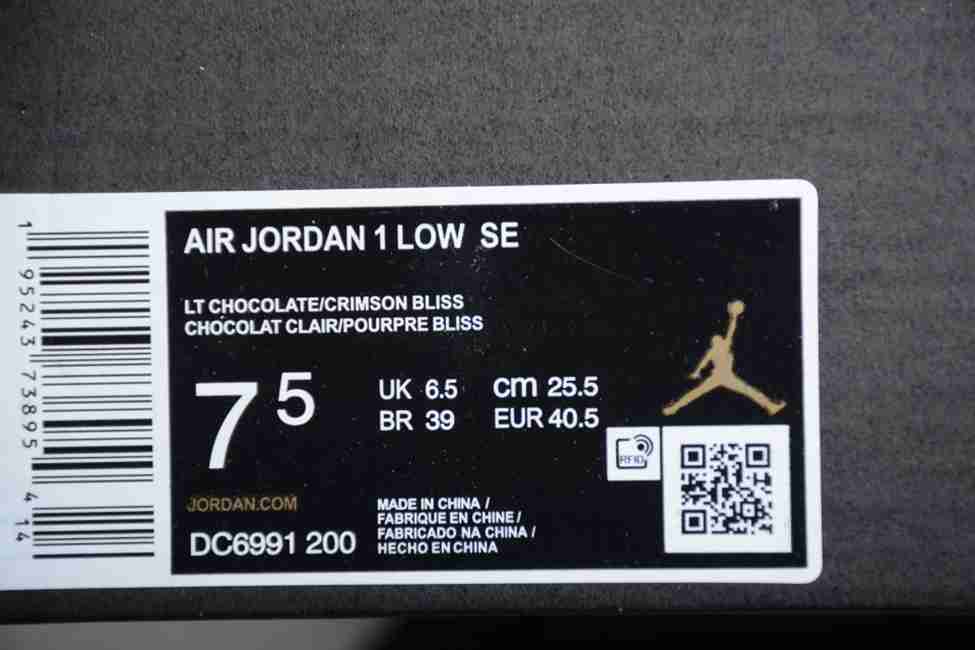 1 95243 73895 4 14
AIR JORDAN 1 LOW SE
LT CHOCOLATE/CRIMSON BLISS
CHOCOLAT CLAIR/POURPRE BLISS
7 5
UK 6.5 cm 25.5
BR 39 EUR 40.5
RFID
JORDAN.COM
DC6991 200
MADE IN CHINA /
FABRIQUE EN CHINE /
FABRICADO NA CHINA /
HECHO EN CHINA